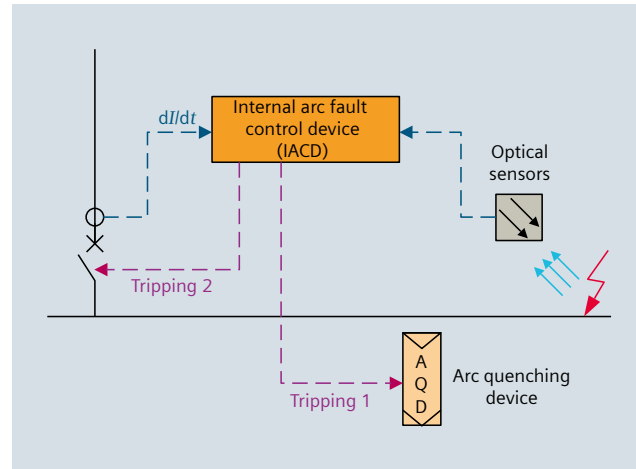 dI/dt
Internal arc fault
control device
(IACD)
Optical
sensors
Tripping 2
A
Q
D
Arc quenching
device
Tripping 1